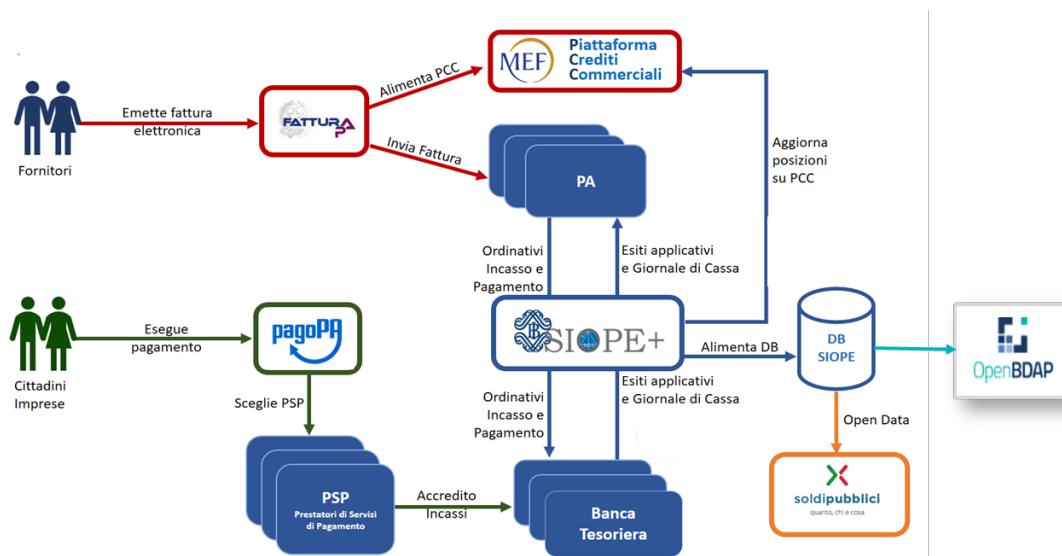 MEF
Piattaforma
Crediti
Commerciali
Alimenta PCC
Emette fattura
elettronica
FATTURA
PA
Fornitori
Invia Fattura
PA
Aggiorna
posizioni
su PCC
Ordinativi
Incasso e
Pagamento
Esiti applicativi
e Giornale di Cassa
Esegue
pagamento
pagoPA
SIOPE+
Alimenta DB
DB
SIOPE
OpenBDAP
Cittadini
Imprese
Sceglie PSP
Ordinativi
Incasso e
Pagamento
Esiti applicativi
e Giornale di Cassa
Open Data
PSP
Prestatori di Servizi
di Pagamento
Accredito
Incassi
Banca
Tesoriera
soldipubblici
quanto, chi e cosa